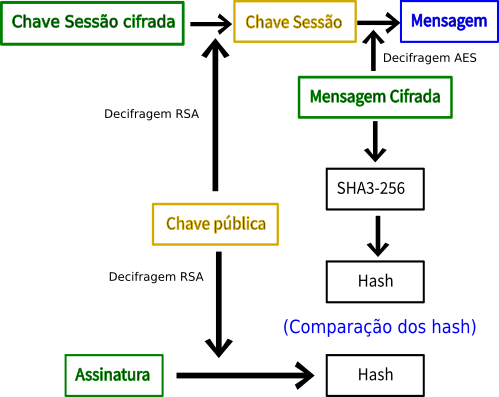 Chave Sessão cifrada
Chave Sessão
Mensagem
Decifragem AES
Mensagem Cifrada
Decifragem RSA
SHA3-256
Chave pública
Decifragem RSA
Hash
(Comparação dos hash)
Assinatura
Hash